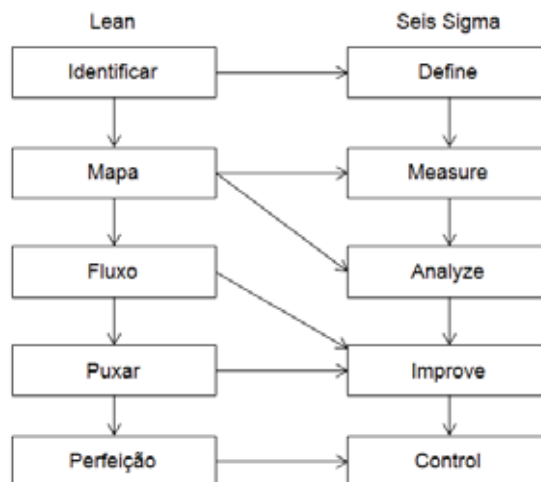 Lean Seis Sigma
Identificar Define
Mapa Measure
Fluxo Analyze
Puxar Improve
Perfeição Control